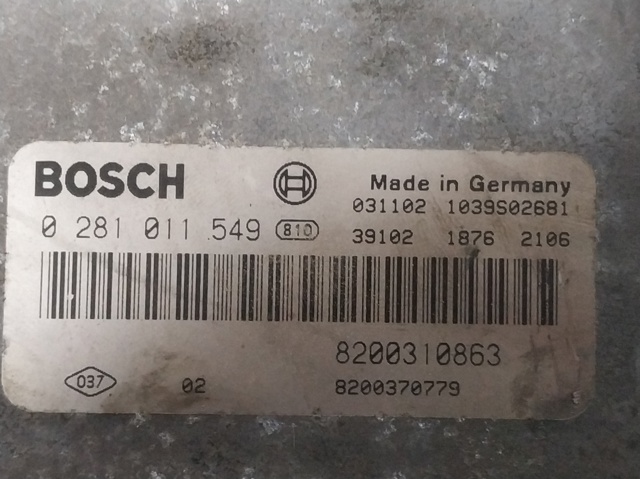 BOSCH
Made in Germany
0 281 011 549 810
031102 1039S02681
39102 1876 2106
8200310863
037 02 8200370779